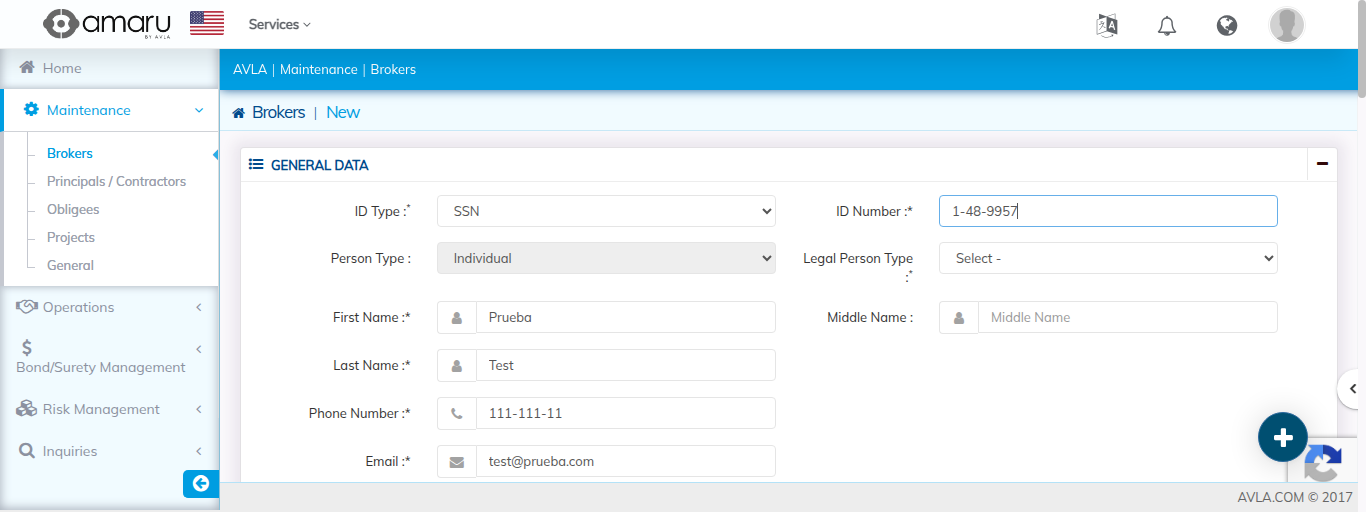 amaru
BY AVLA
Services
Home
AVLA | Maintenance | Brokers
Maintenance
Brokers | New
Brokers
Principals / Contractors
Obligees
Projects
General
Operations
Bond/Surety Management
Risk Management
Inquiries
GENERAL DATA
ID Type :* SSN
ID Number :* 1-48-9957
Person Type : Individual
Legal Person Type :* Select -
First Name :* Prueba
Middle Name : Middle Name
Last Name :* Test
Phone Number :* 111-111-11
Email :* test@prueba.com
AVLA.COM © 2017